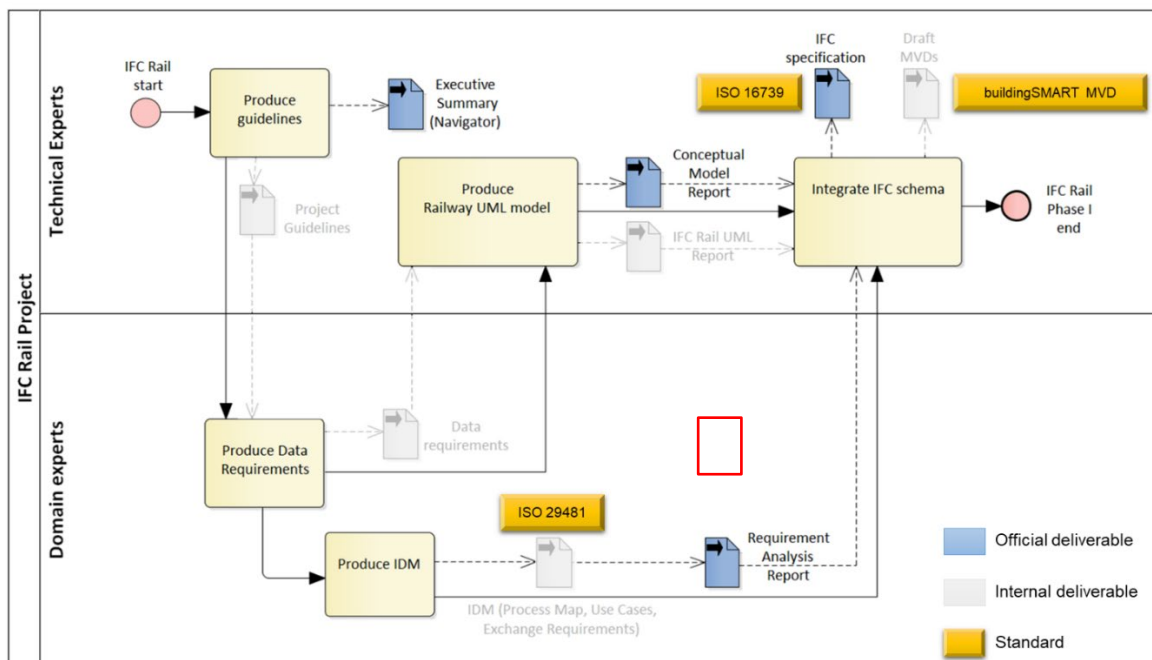 IFC Rail Project
Technical Experts
Domain experts
IFC Rail
start
Produce
guidelines
Executive
Summary
(Navigator)
Project
Guidelines
Produce
Railway UML model
Conceptual
Model
Report
IFC Rail UML
Report
ISO 16739
IFC
specification
Draft
MVDs
buildingSMART MVD
Integrate IFC schema
IFC Rail
Phase I
end
Produce Data
Requirements
Data
requirements
Produce IDM
ISO 29481
IDM (Process Map, Use Cases,
Exchange Requirements)
Requirement
Analysis
Report
Official deliverable
Internal deliverable
Standard